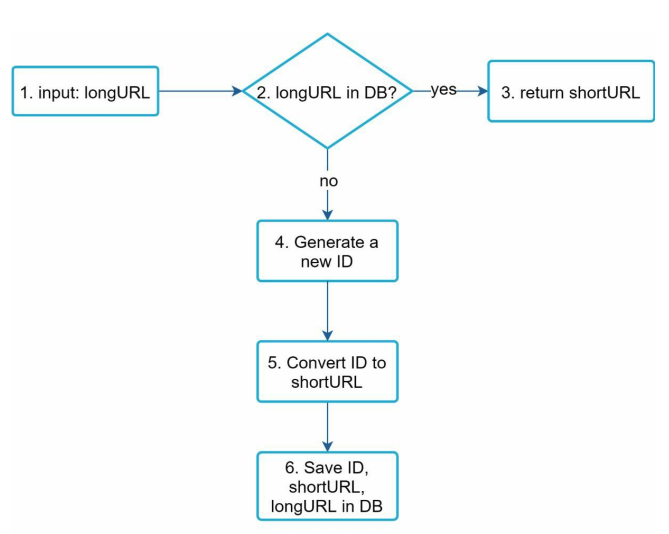 1. input: longURL
2. longURL in DB?
yes
3. return shortURL
no
4. Generate a
new ID
5. Convert ID to
shortURL
6. Save ID,
shortURL,
longURL in DB